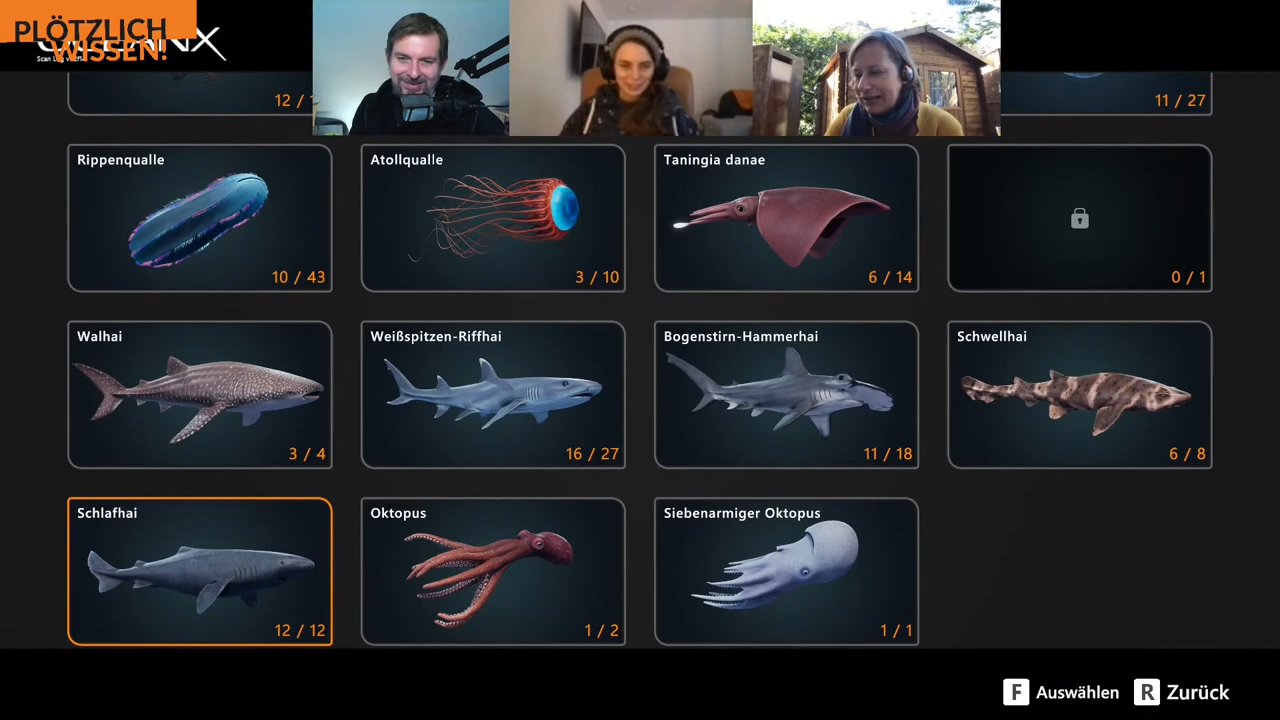 PLÖTZLICH
WISSEN!
12 /
11 / 27
Rippenqualle
10 / 43
Atollqualle
3 / 10
Taningia danae
6 / 14
0 / 1
Walhai
3 / 4
Weißspitzen-Riffhai
16 / 27
Bogenstirn-Hammerhai
11 / 18
Schwellhai
6 / 8
Schlafhai
12 / 12
Oktopus
1 / 2
Siebenarmiger Oktopus
1 / 1
F Auswählen R Zurück